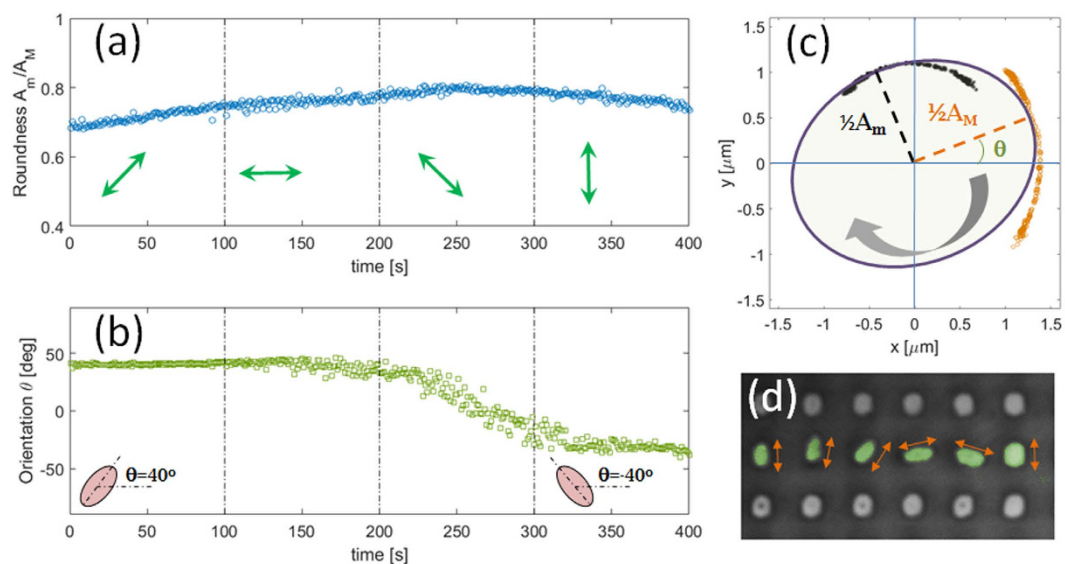 (a)
Roundness A_m/A_M
1
0.8
0.6
0.4
0 50 100 150 200 250 300 350 400
time [s]
(b)
Orientation θ [deg]
50
0
-50
θ=40º
θ=-40º
0 50 100 150 200 250 300 350 400
time [s]
(c)
y [μm]
1.5
1
0.5
0
-0.5
-1
-1.5
½A_m
½A_M
θ
-1.5 -1 -0.5 0 0.5 1 1.5
x [μm]
(d)